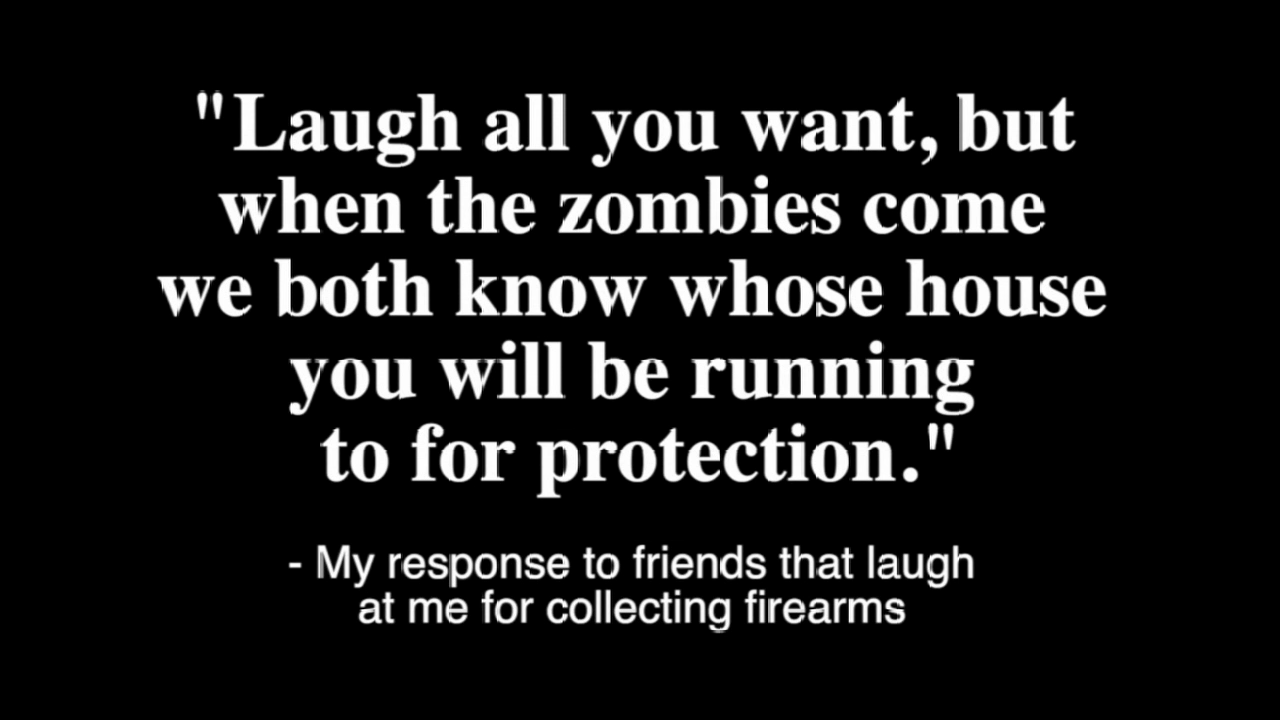 "Laugh all you want, but
when the zombies come
we both know whose house
you will be running
to for protection."
- My response to friends that laugh
at me for collecting firearms